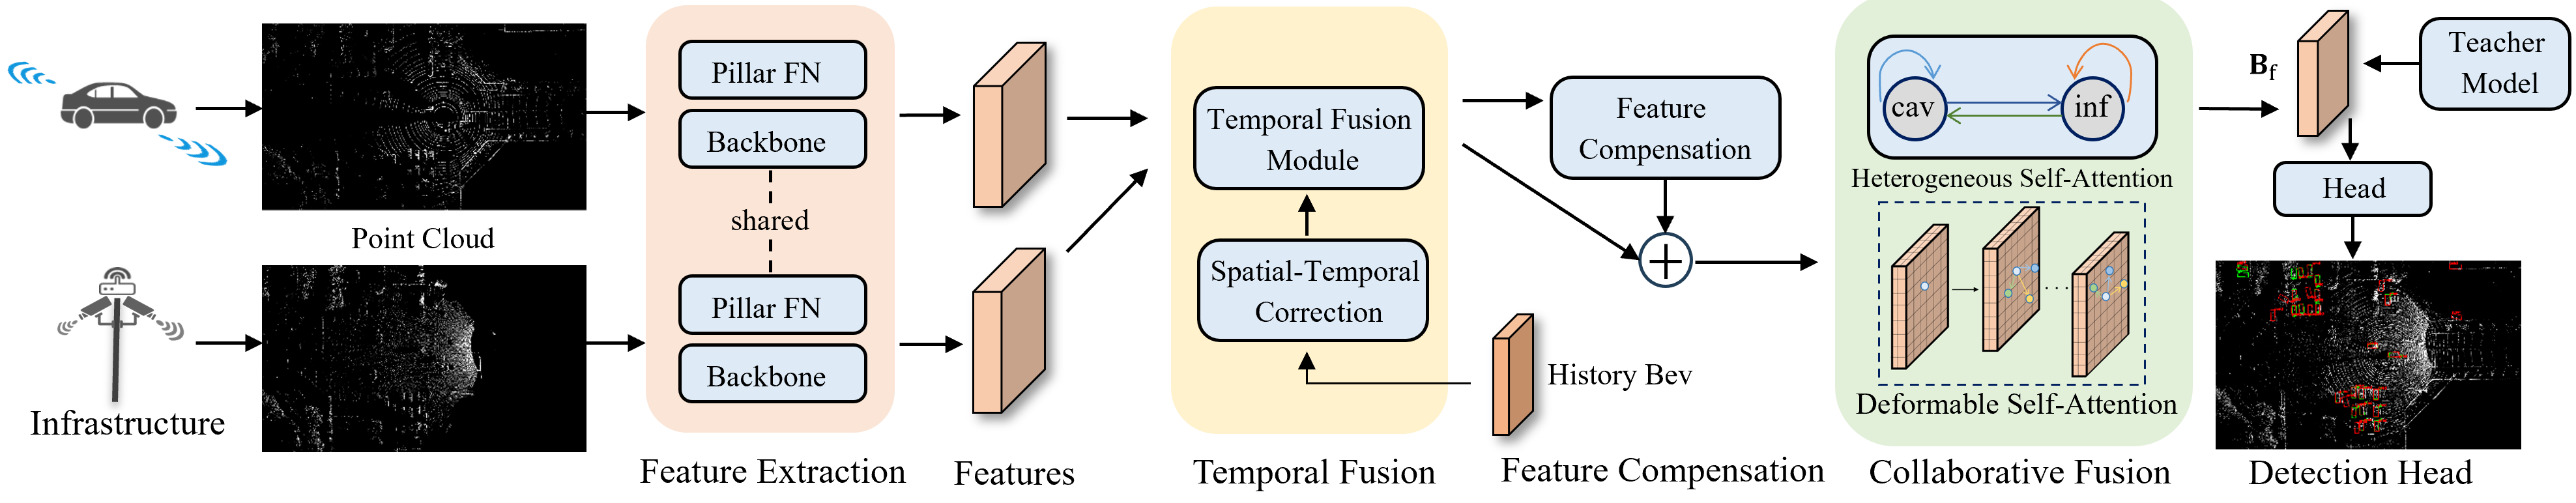 Point Cloud
Infrastructure
Pillar FN
Backbone
shared
Pillar FN
Backbone
Feature Extraction
Features
Temporal Fusion
Module
Spatial-Temporal
Correction
Temporal Fusion
History Bev
Feature
Compensation
+
Feature Compensation
cav
inf
Heterogeneous Self-Attention
...
Deformable Self-Attention
Collaborative Fusion
B_f
Teacher
Model
Head
Detection Head